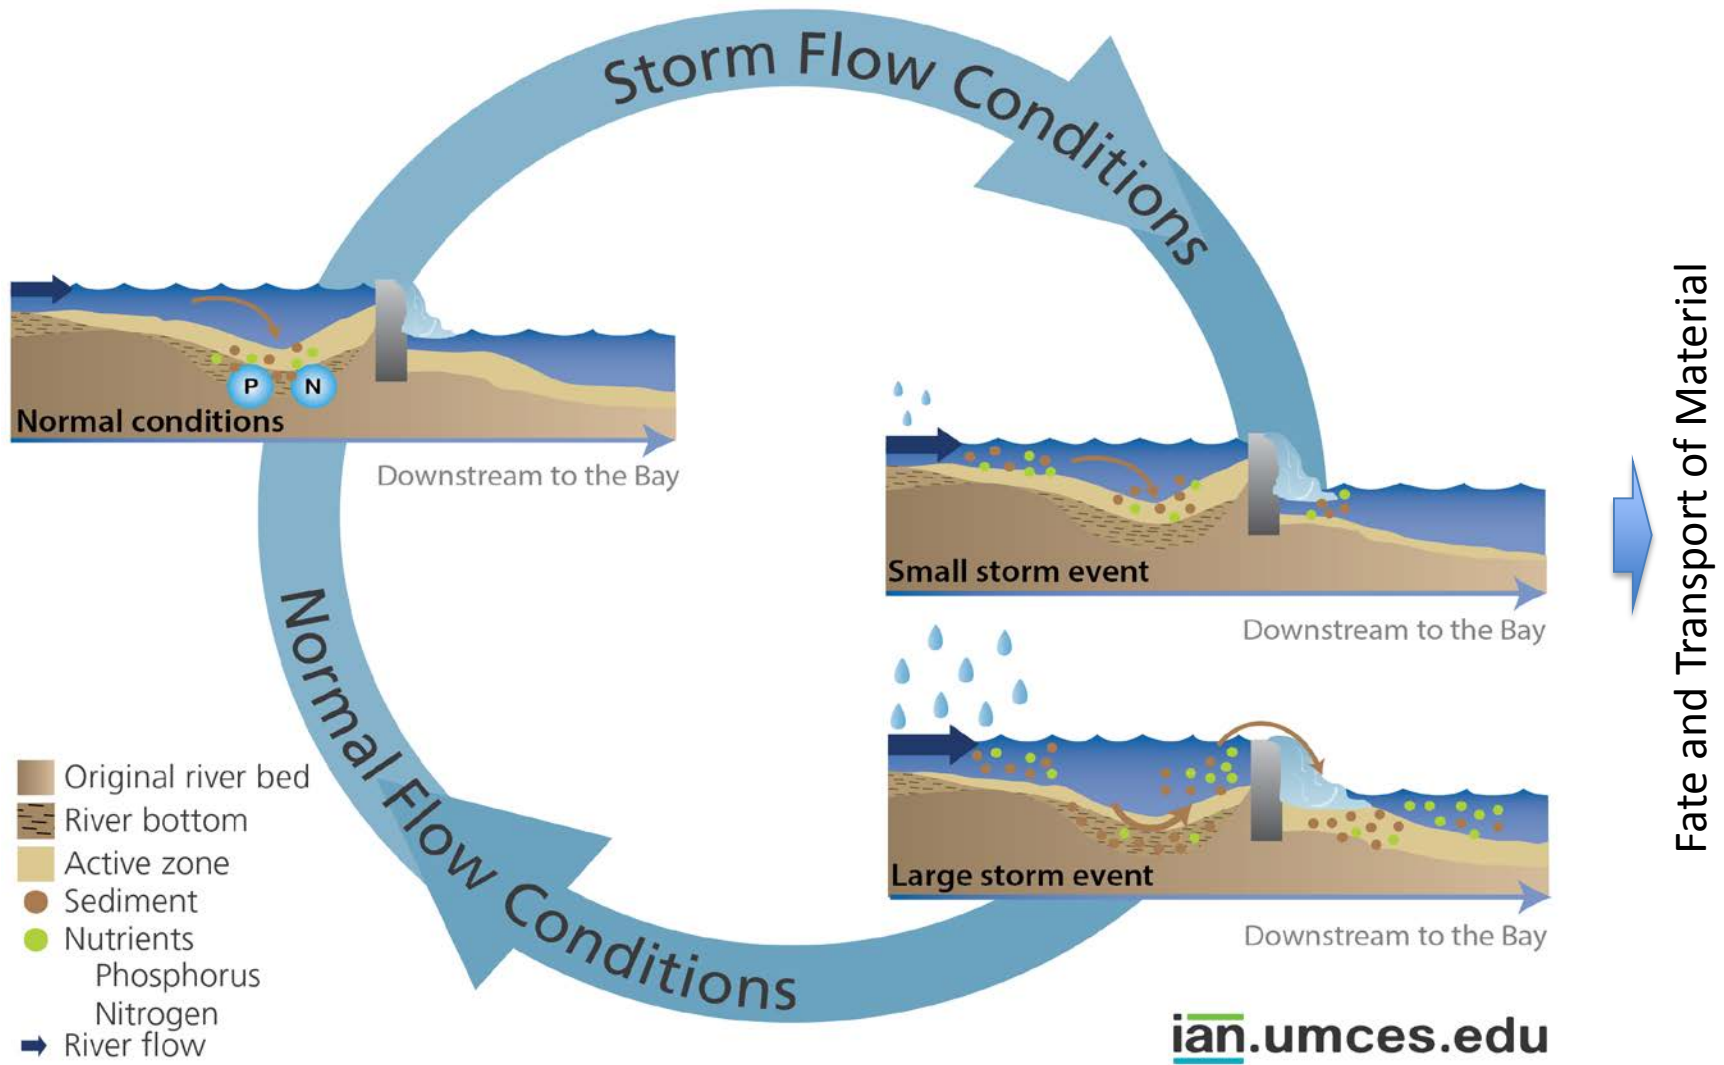 Storm Flow Conditions
P N
Normal conditions
Downstream to the Bay
Small storm event
Downstream to the Bay
Large storm event
Downstream to the Bay
Normal Flow Conditions
Original river bed
River bottom
Active zone
Sediment
Nutrients
Phosphorus
Nitrogen
River flow
Fate and Transport of Material
ian.umces.edu